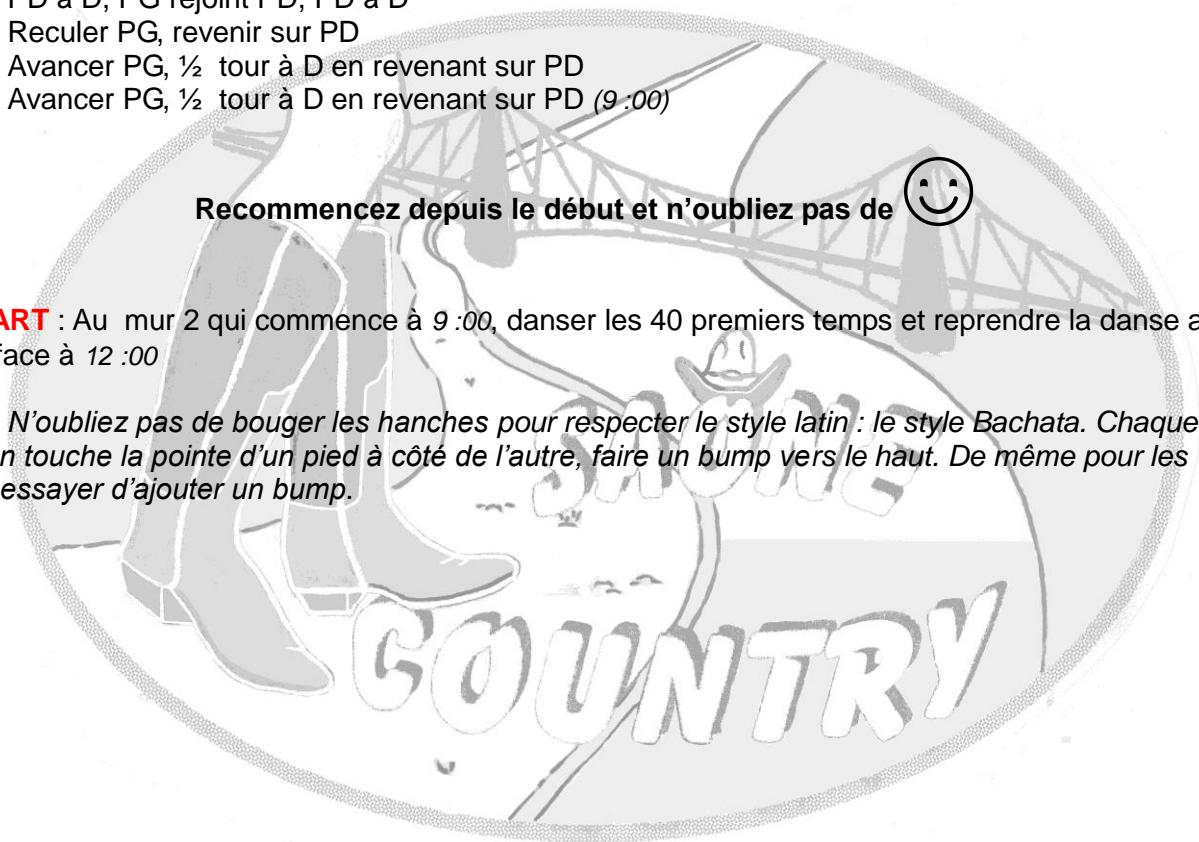 PD à D, PG rejoint PD, PD à D
Reculer PG, revenir sur PD
Avancer PG, ½ tour à D en revenant sur PD
Avancer PG, ½ tour à D en revenant sur PD (9 :00)
Recommencez depuis le début et n’oubliez pas de
ART : Au mur 2 qui commence à 9 :00, danser les 40 premiers temps et reprendre la danse a
face à 12 :00
N’oubliez pas de bouger les hanches pour respecter le style latin : le style Bachata. Chaque
n touche la pointe d’un pied à côté de l’autre, faire un bump vers le haut. De même pour les
essayer d’ajouter un bump.
SAONE
COUNTRY